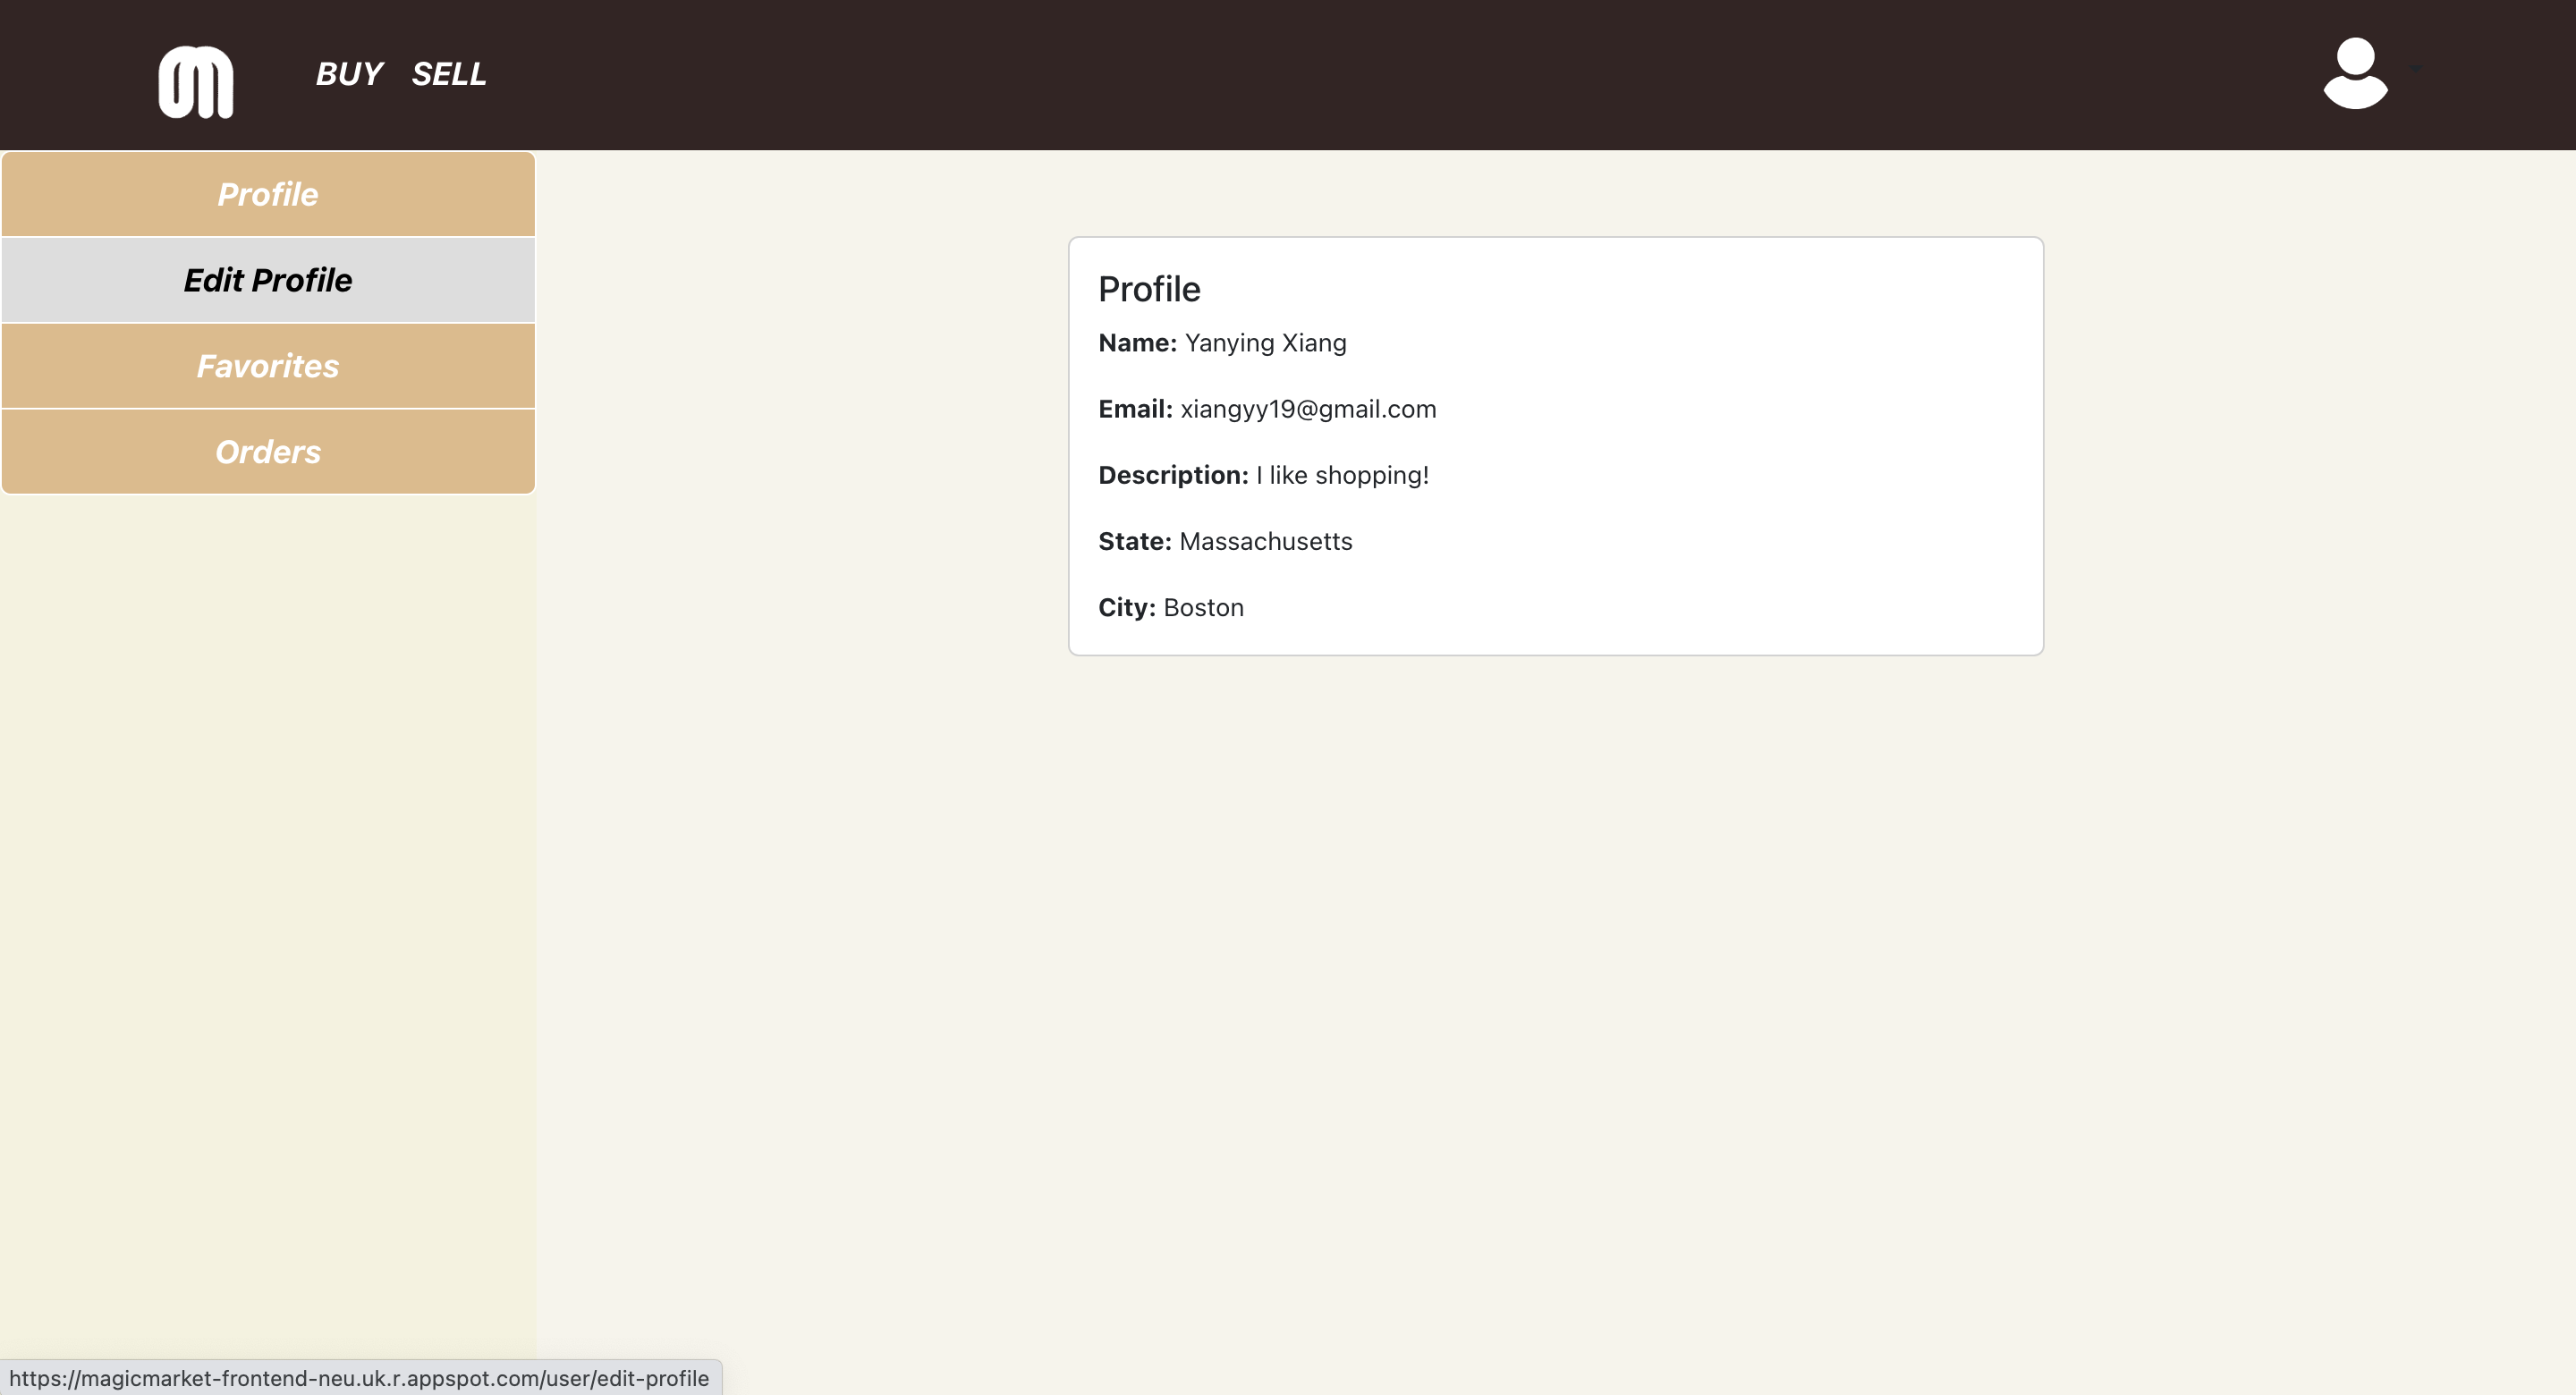 BUY SELL
Profile
Edit Profile
Favorites
Orders
Profile
Name: Yanying Xiang
Email: xiangyy19@gmail.com
Description: I like shopping!
State: Massachusetts
City: Boston
https://magicmarket-frontend-neu.uk.r.appspot.com/user/edit-profile